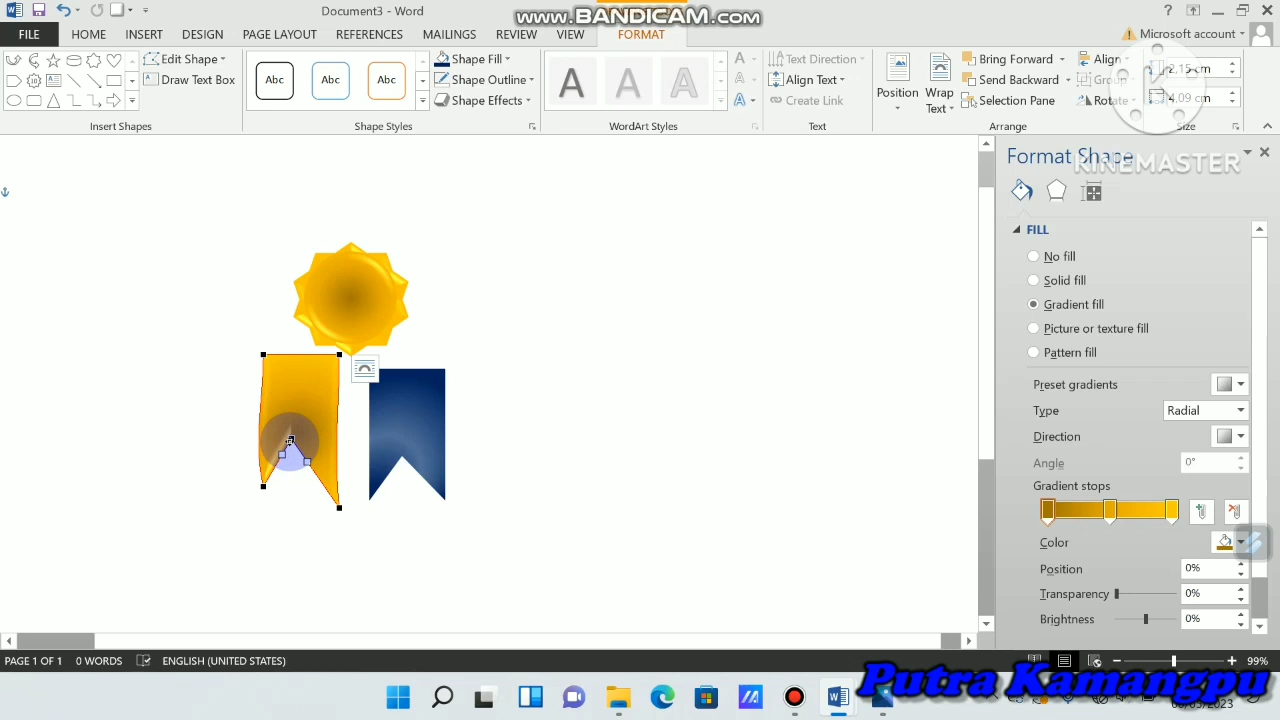 Document3 - Word
www.BANDICAM.com
FILE HOME INSERT DESIGN PAGE LAYOUT REFERENCES MAILINGS REVIEW VIEW FORMAT Microsoft account
Edit Shape
Draw Text Box
Insert Shapes
Abc Abc Abc
Shape Fill
Shape Outline
Shape Effects
Shape Styles
A A A
WordArt Styles
Text Direction
Align Text
Create Link
Text
Position
Wrap Text
Bring Forward
Send Backward
Selection Pane
Align
Group
Rotate
Arrange
2,15 cm
4,09 cm
Size
Format Shape
KINEMASTER
FILL
No fill
Solid fill
Gradient fill
Picture or texture fill
Pattern fill
Preset gradients
Type Radial
Direction
Angle 0°
Gradient stops
Color
Position 0%
Transparency 0%
Brightness 0%
PAGE 1 OF 1 0 WORDS ENGLISH (UNITED STATES) 99%
Putra Kamangpu